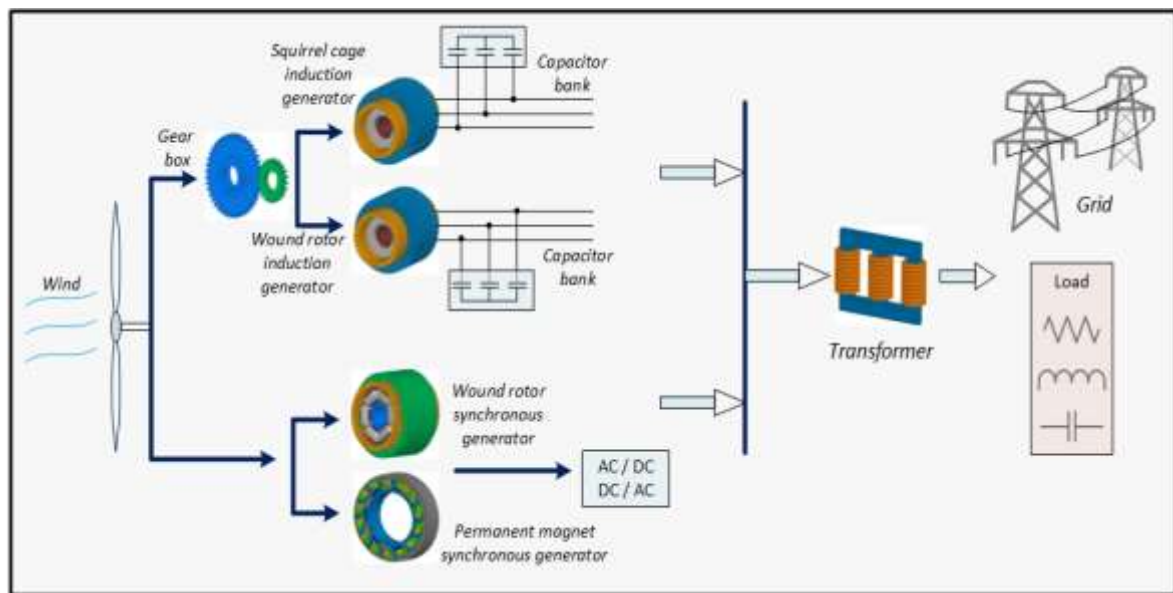 Squirrel cage
induction
generator
Capacitor
bank
Gear
box
Wound rotor
induction
generator
Capacitor
bank
Wind
Wound rotor
synchronous
generator
AC / DC
DC / AC
Permanent magnet
synchronous generator
Transformer
Grid
Load